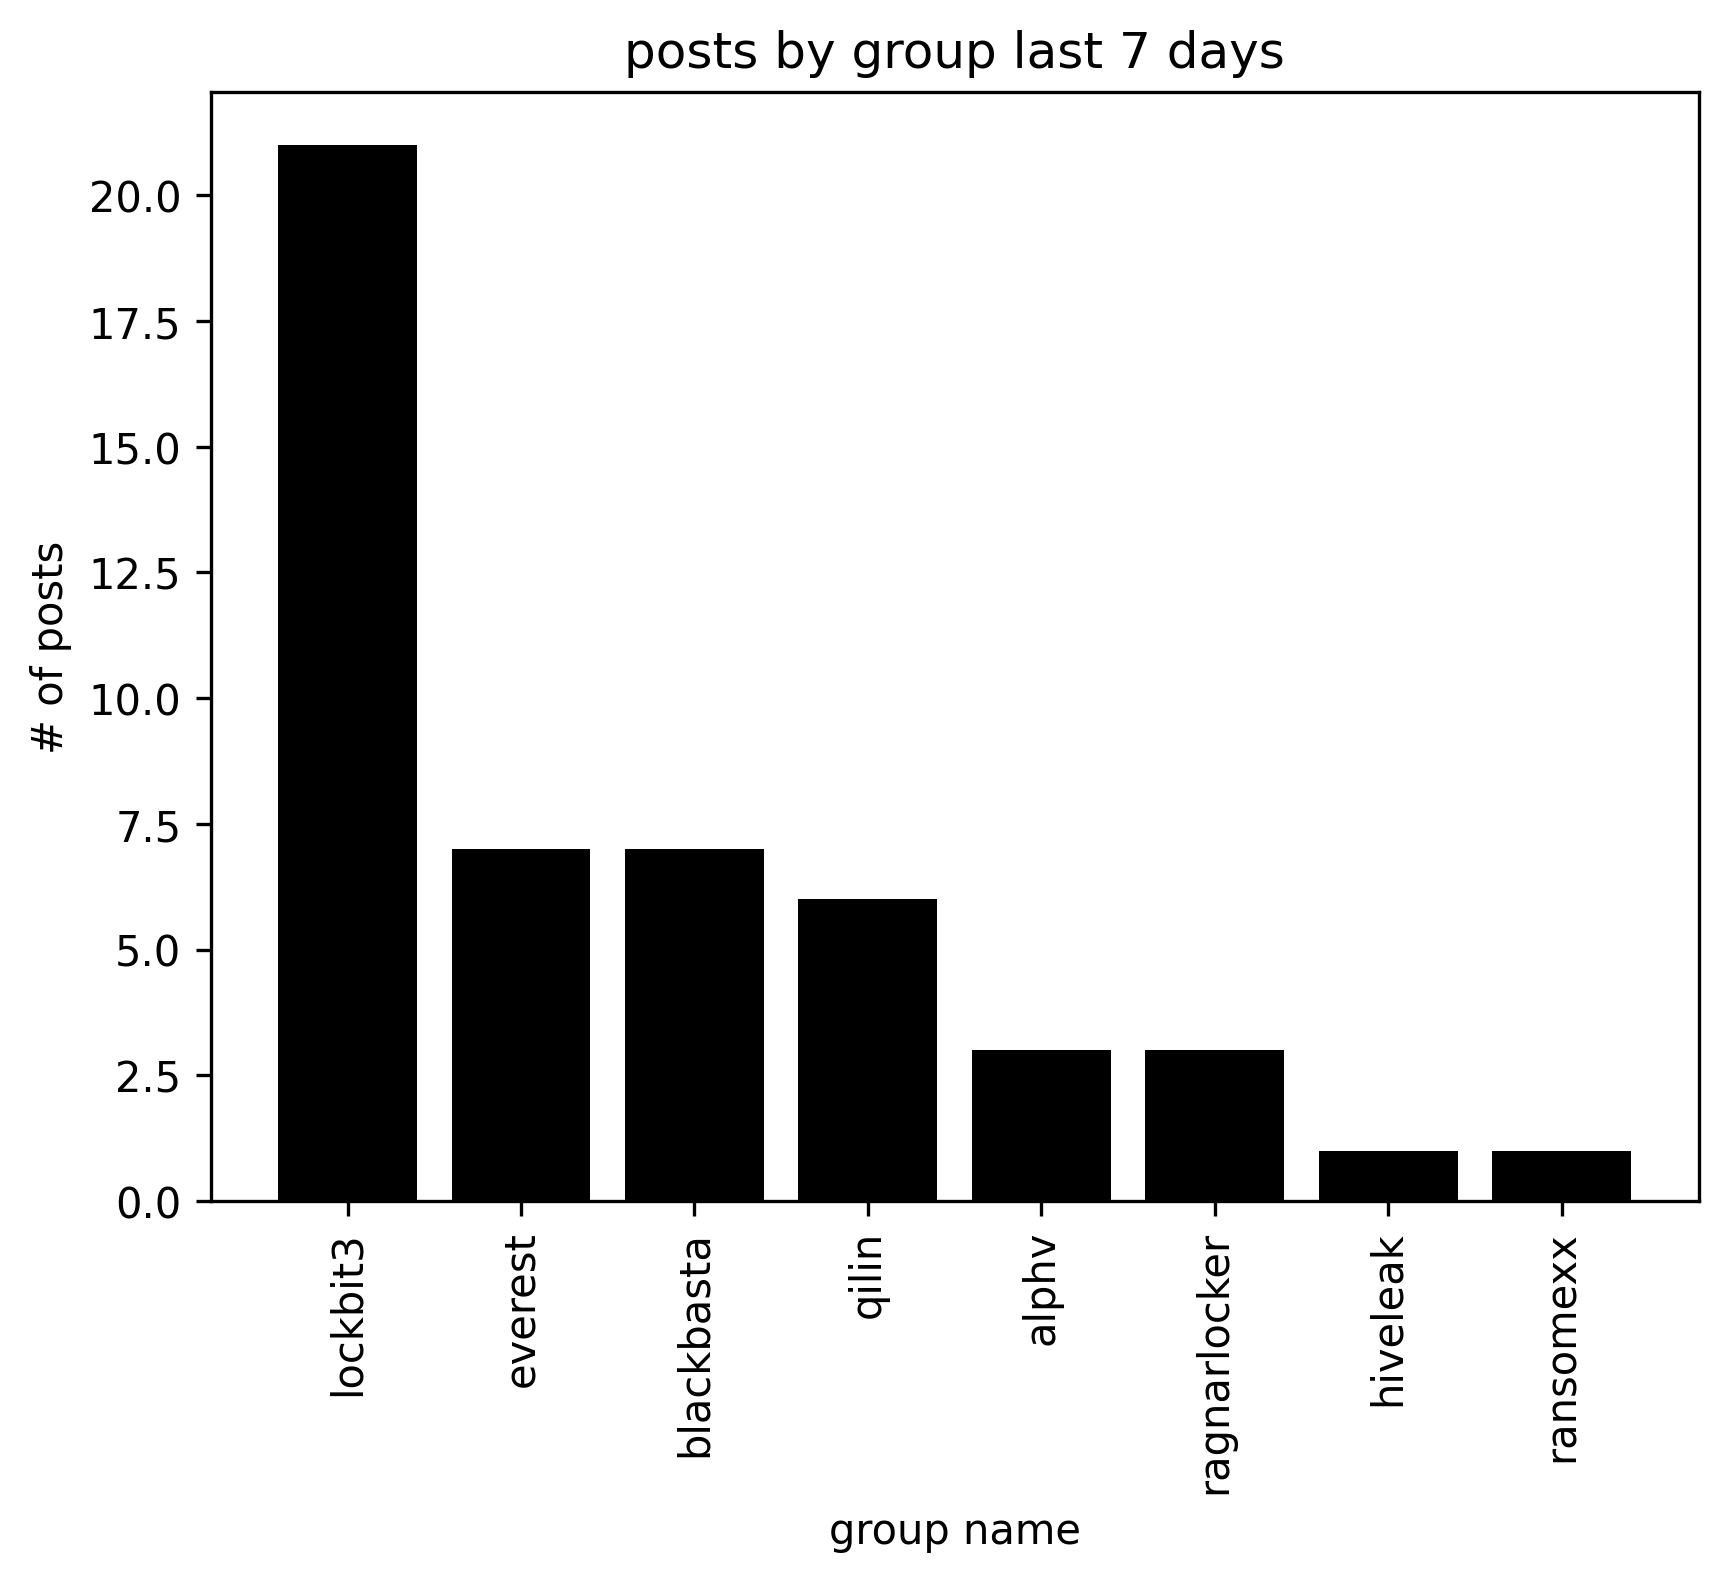 posts by group last 7 days
# of posts
20.0
17.5
15.0
12.5
10.0
7.5
5.0
2.5
0.0
lockbit3
everest
blackbasta
qilin
alphv
ragnarlocker
hiveleak
ransomexx
group name